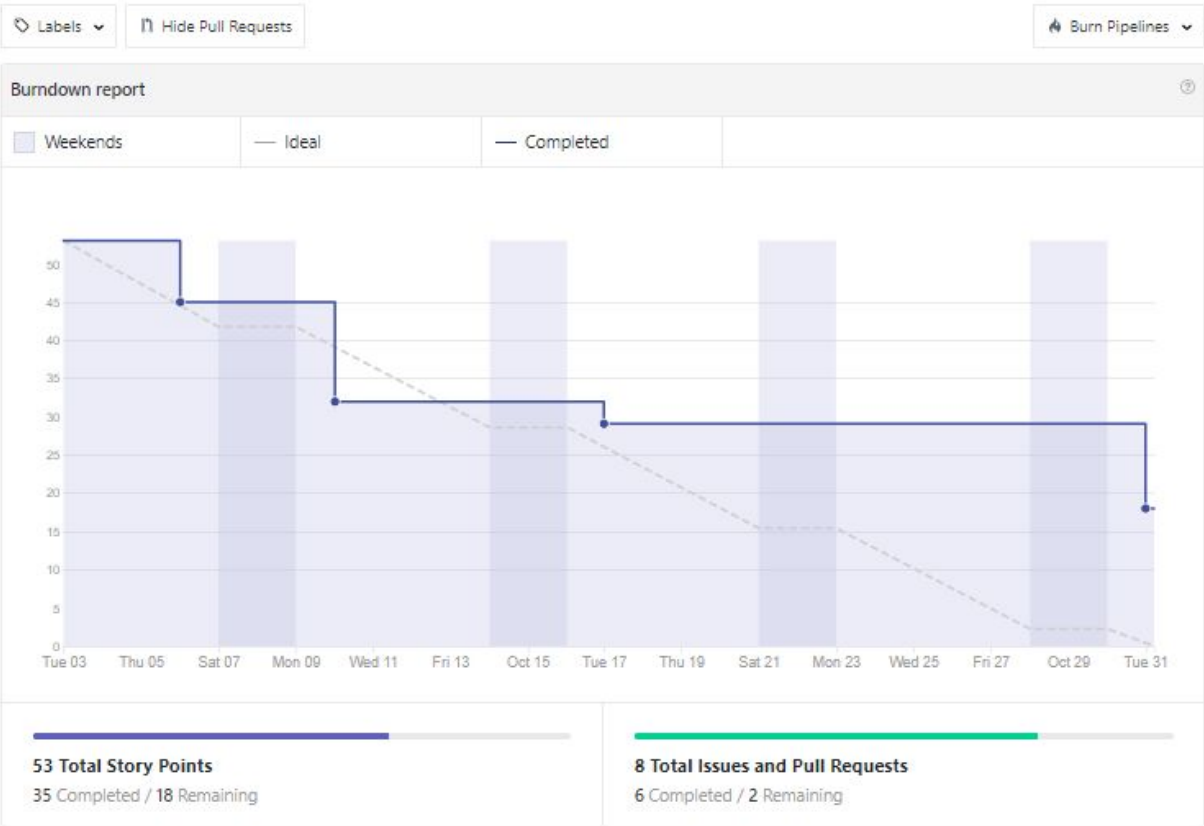 Labels
Hide Pull Requests
Burn Pipelines
Burndown report
?
Weekends
Ideal
Completed
50
45
40
35
30
25
20
15
10
5
0
Tue 03 Thu 05 Sat 07 Mon 09 Wed 11 Fri 13 Oct 15 Tue 17 Thu 19 Sat 21 Mon 23 Wed 25 Fri 27 Oct 29 Tue 31
53 Total Story Points
35 Completed / 18 Remaining
8 Total Issues and Pull Requests
6 Completed / 2 Remaining